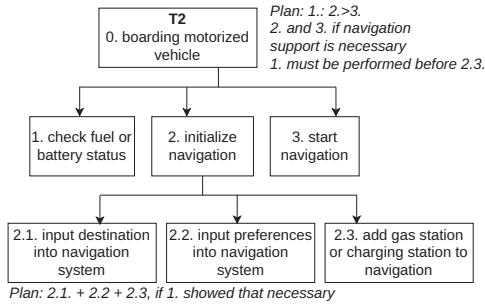 T2
0. boarding motorized
vehicle
Plan: 1.: 2.>3.
2. and 3. if navigation
support is necessary
1. must be performed before 2.3.
1. check fuel or
battery status
2. initialize
navigation
3. start
navigation
2.1. input destination
into navigation
system
2.2. input preferences
into navigation
system
2.3. add gas station
or charging station to
navigation
Plan: 2.1. + 2.2 + 2.3, if 1. showed that necessary